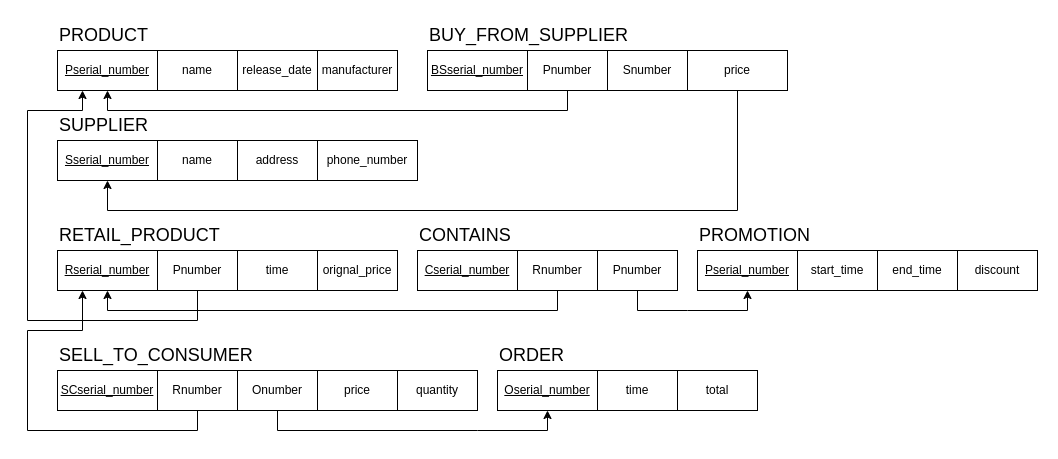 PRODUCT
Pserial_number name release_date manufacturer
BUY_FROM_SUPPLIER
BSserial_number Pnumber Snumber price
SUPPLIER
Sserial_number name address phone_number
RETAIL_PRODUCT
Rserial_number Pnumber time orignal_price
CONTAINS
Cserial_number Rnumber Pnumber
PROMOTION
Pserial_number start_time end_time discount
SELL_TO_CONSUMER
SCserial_number Rnumber Onumber price quantity
ORDER
Oserial_number time total